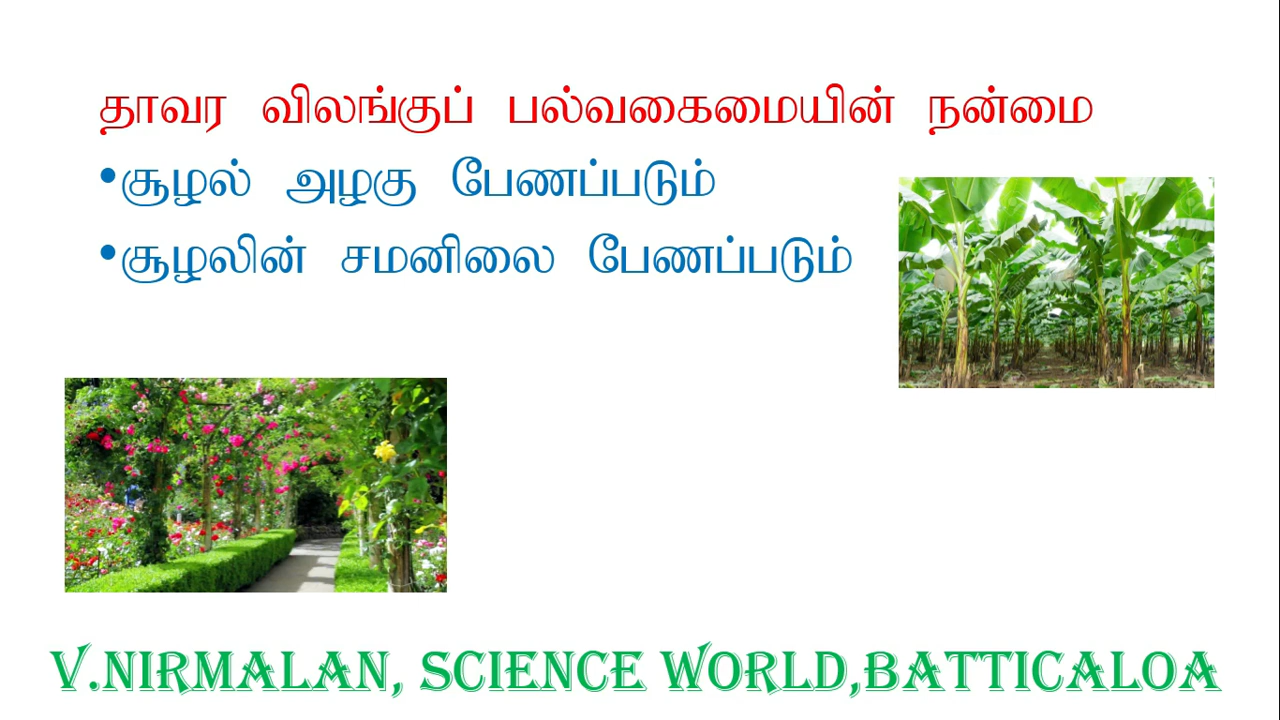 தாவர விலங்குப் பல்வகைமையின் நன்மை
•சூழல் அழகு பேணப்படும்
•சூழலின் சமனிலை பேணப்படும்
V.NIRMALAN, SCIENCE WORLD,BATTICALOA